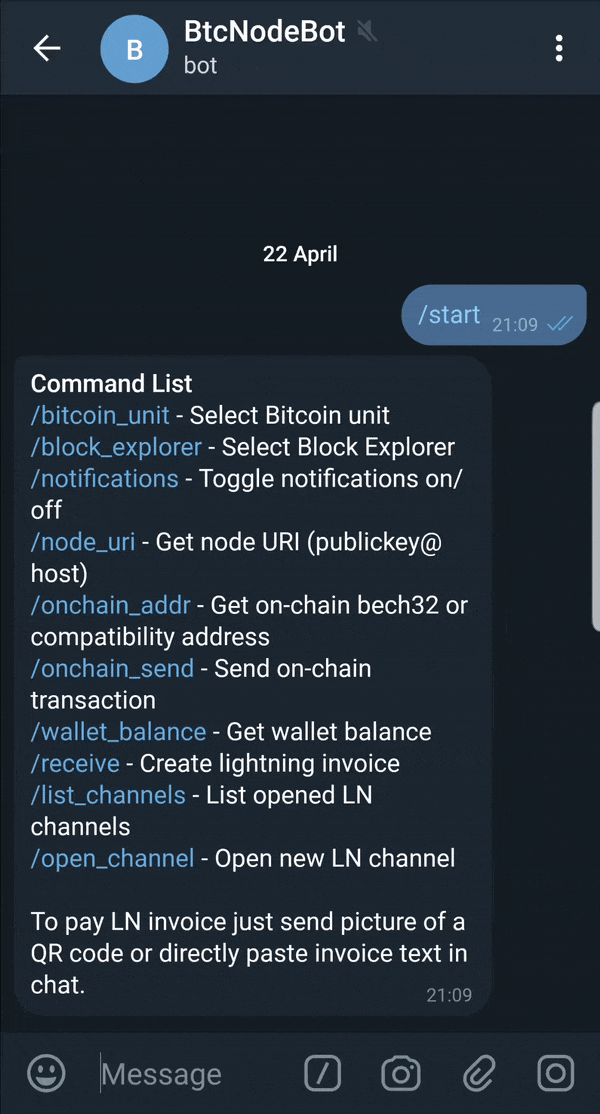 BtcNodeBot
B
bot
22 April
/start 21:09
Command List
/bitcoin_unit - Select Bitcoin unit
/block_explorer - Select Block Explorer
/notifications - Toggle notifications on/
off
/node_uri - Get node URI (publickey@
host)
/onchain_addr - Get on-chain bech32 or
compatibility address
/onchain_send - Send on-chain
transaction
/wallet_balance - Get wallet balance
/receive - Create lightning invoice
/list_channels - List opened LN
channels
/open_channel - Open new LN channel
To pay LN invoice just send picture of a
QR code or directly paste invoice text in
chat.
21:09
Message